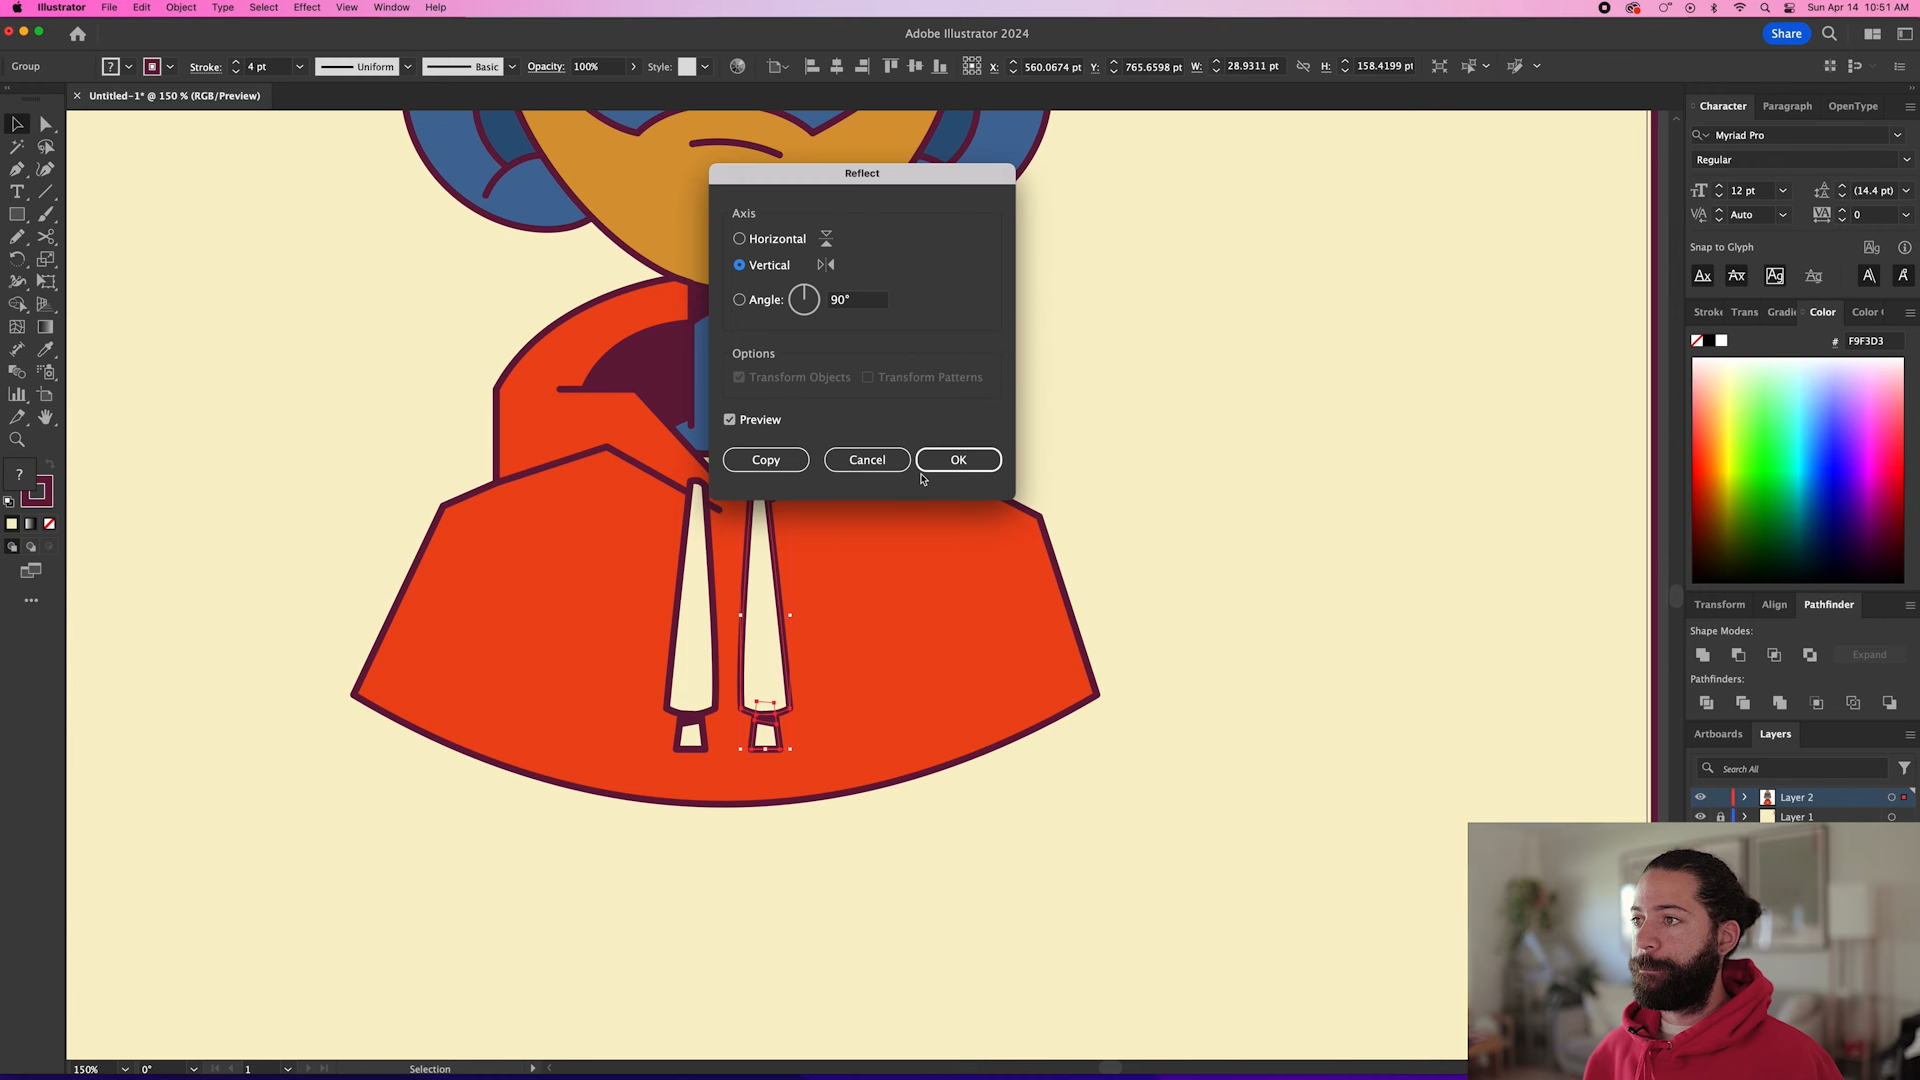 Illustrator File Edit Object Type Select Effect View Window Help Sun Apr 14 10:51 AM
Adobe Illustrator 2024 Share
Group ? Stroke: 4 pt Uniform Basic Opacity: 100% Style: X: 560.0674 pt Y: 765.6598 pt W: 28.9311 pt H: 158.4199 pt
× Untitled-1* @ 150 % (RGB/Preview)
Character Paragraph OpenType
Myriad Pro
Regular
12 pt (14.4 pt)
Auto 0
Snap to Glyph
Stroke Trans Gradi Color Color
# F9F3D3
Reflect
Axis
Horizontal
Vertical
Angle: 90°
Options
Transform Objects Transform Patterns
Preview
Copy Cancel OK
?
Transform Align Pathfinder
Shape Modes:
Expand
Pathfinders:
Artboards Layers
Search All
Layer 2
Layer 1
150% 0° 1 Selection